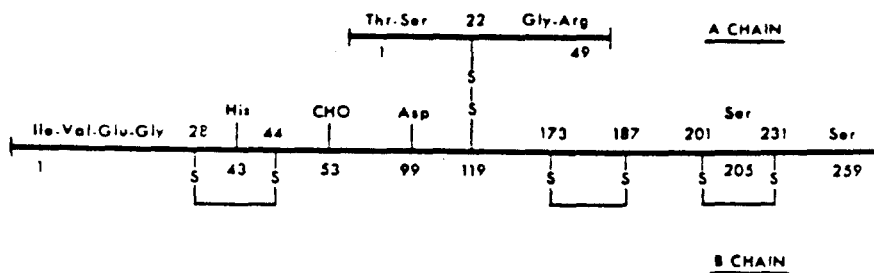 Thr-Ser 22 Gly-Arg A CHAIN
1 49
S
S
His CHO Asp Ser
Ile-Val-Glu-Gly 28 44 173 187 201 231 Ser
1 43 53 99 119 205 259
S S S S S S
B CHAIN